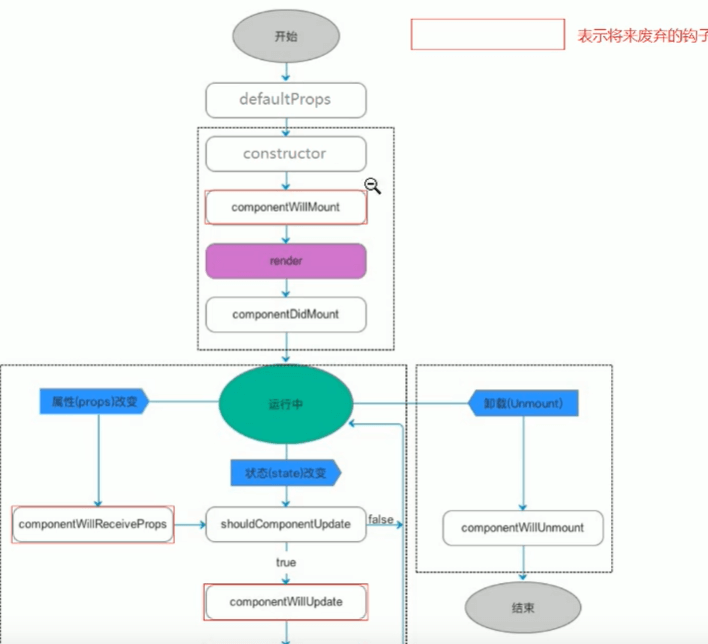 开始
表示将来废弃的钩子
defaultProps
constructor
componentWillMount
render
componentDidMount
属性(props)改变
运行中
卸载(Unmount)
状态(state)改变
componentWillReceiveProps
shouldComponentUpdate
false
componentWillUnmount
true
componentWillUpdate
结束